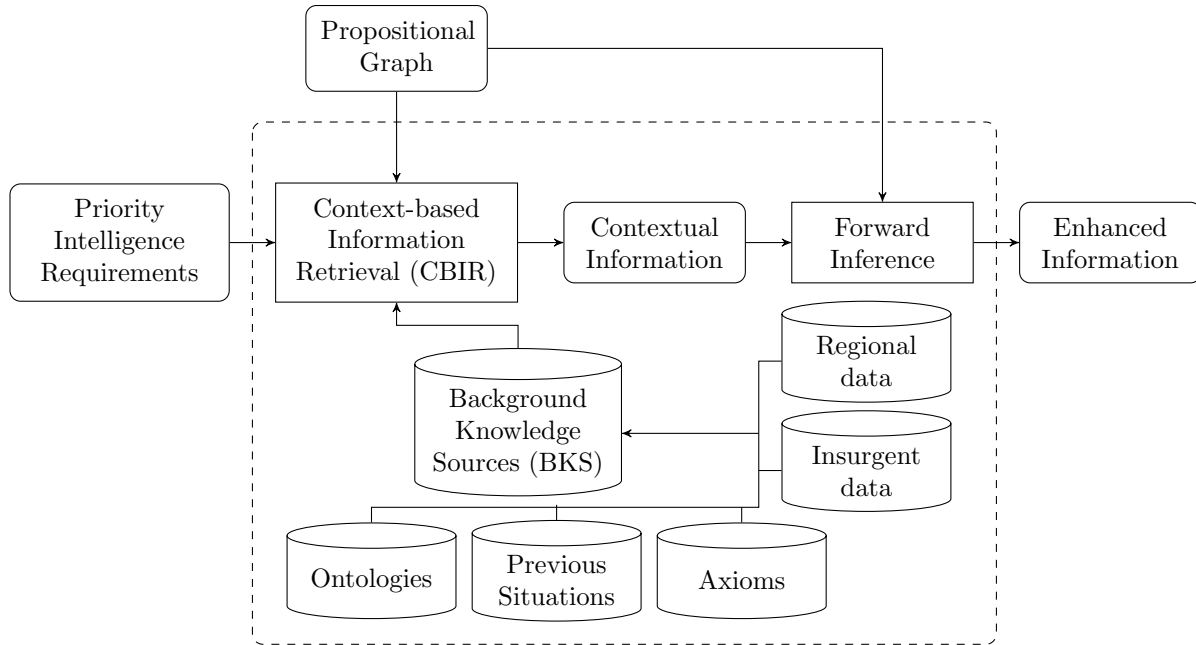 Propositional
Graph
Priority
Intelligence
Requirements
Context-based
Information
Retrieval (CBIR)
Contextual
Information
Forward
Inference
Enhanced
Information
Regional
data
Background
Knowledge
Sources (BKS)
Insurgent
data
Ontologies
Previous
Situations
Axioms